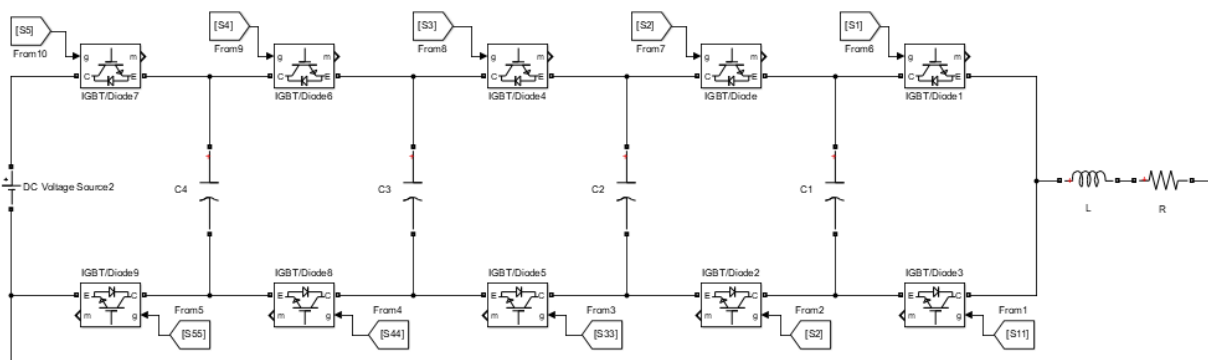 [S5] [S4] [S3] [S2] [S1]
From10 g m From9 g m From8 g m From7 g m From6 g m
C E C E C E C E C E
IGBT/Diode7 IGBT/Diode6 IGBT/Diode4 IGBT/Diode IGBT/Diode1
+ + + + +
DC Voltage Source2 C4 C3 C2 C1 + +
L R
IGBT/Diode9 IGBT/Diode8 IGBT/Diode5 IGBT/Diode2 IGBT/Diode3
E C E C E C E C E C
From5 From4 From3 From2 From1
m g m g m g m g m g
[S55] [S44] [S33] [S2] [S11]